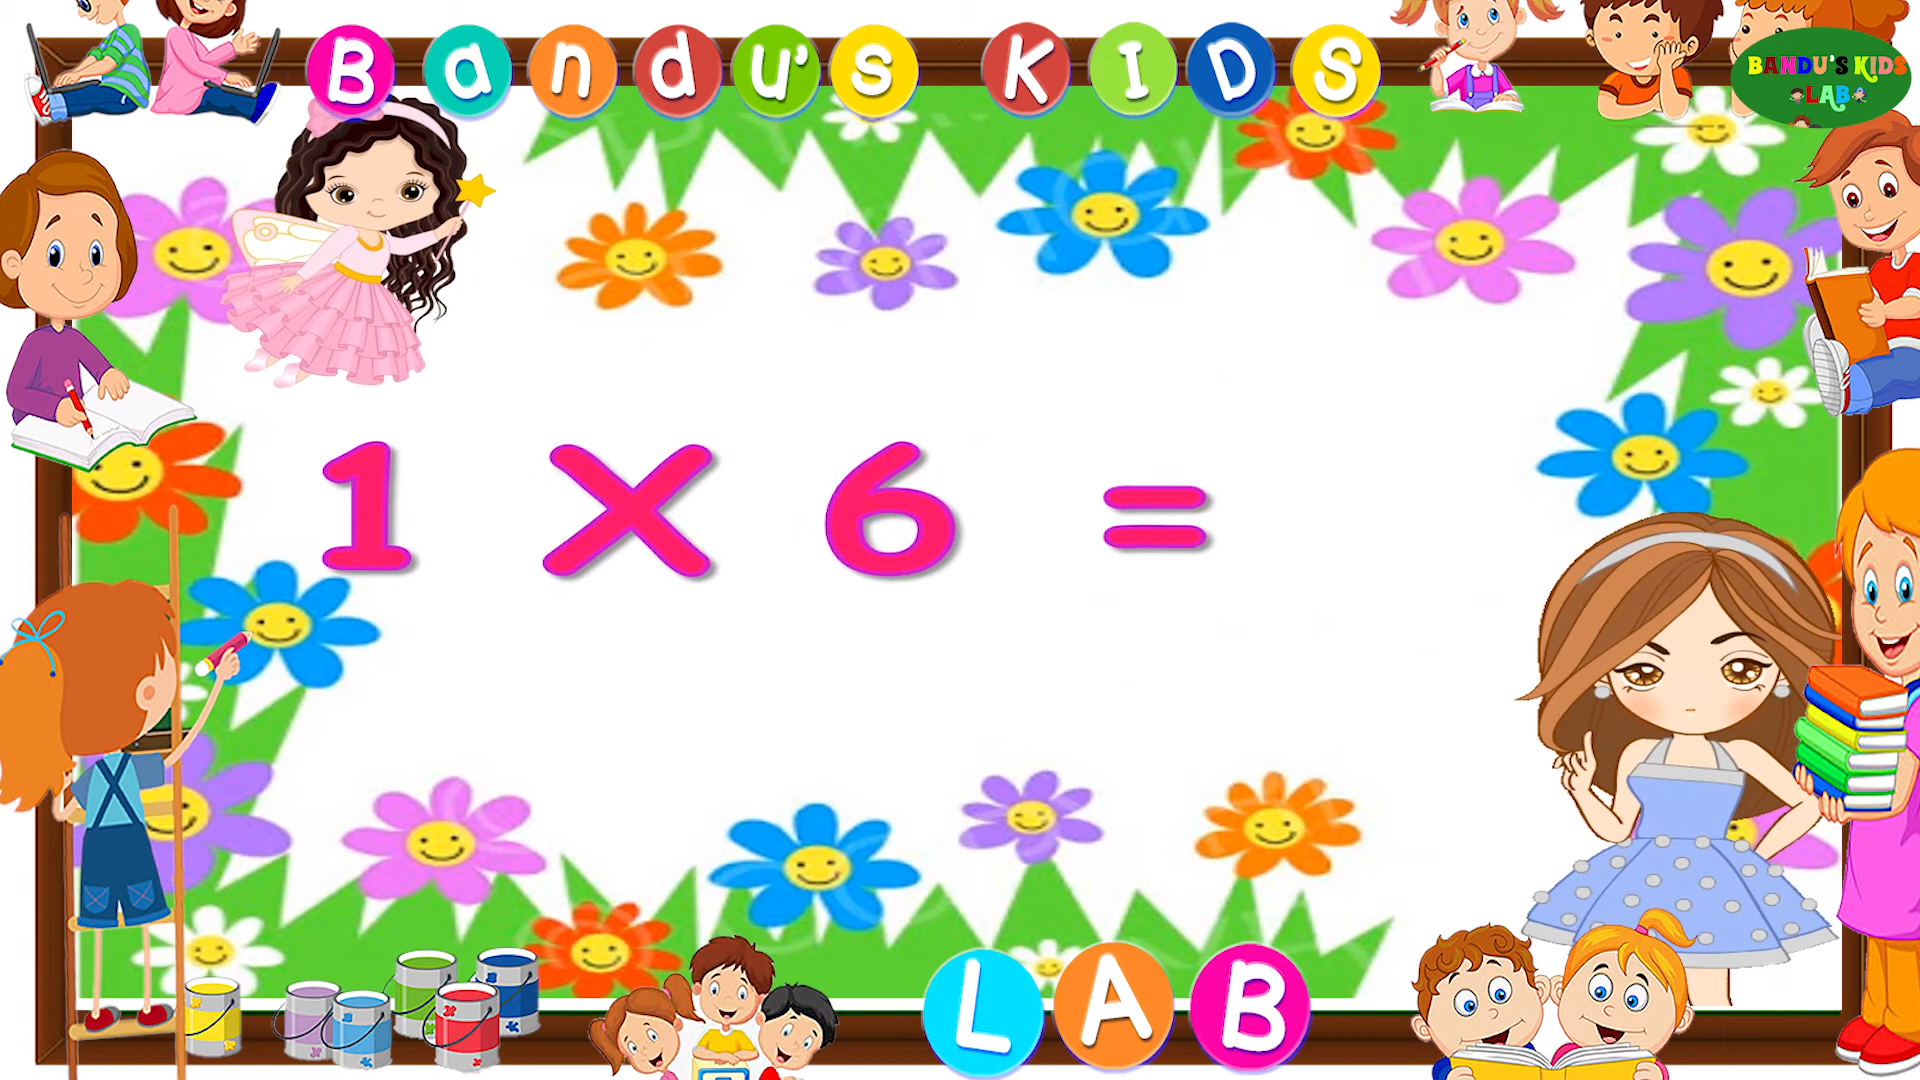 Bandu's KIDS
BANDU'S KIDS
LAB
1 × 6 =
LAB